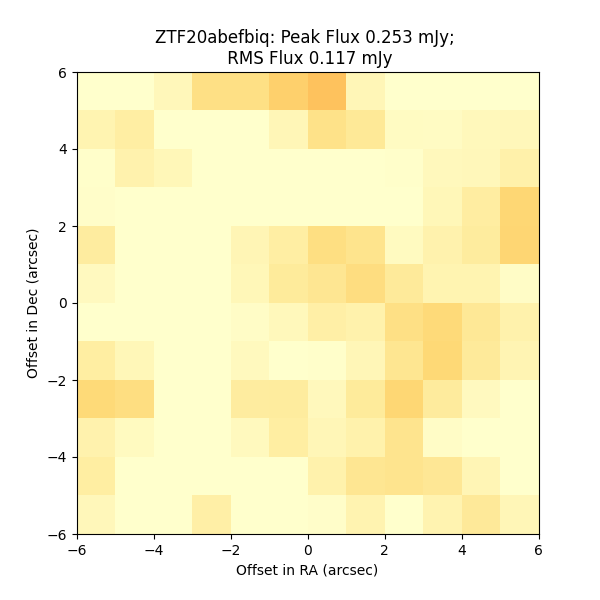 ZTF20abefbiq: Peak Flux 0.253 mJy;
RMS Flux 0.117 mJy
6
4
2
0
−2
−4
−6
Offset in Dec (arcsec)
−6 −4 −2 0 2 4 6
Offset in RA (arcsec)